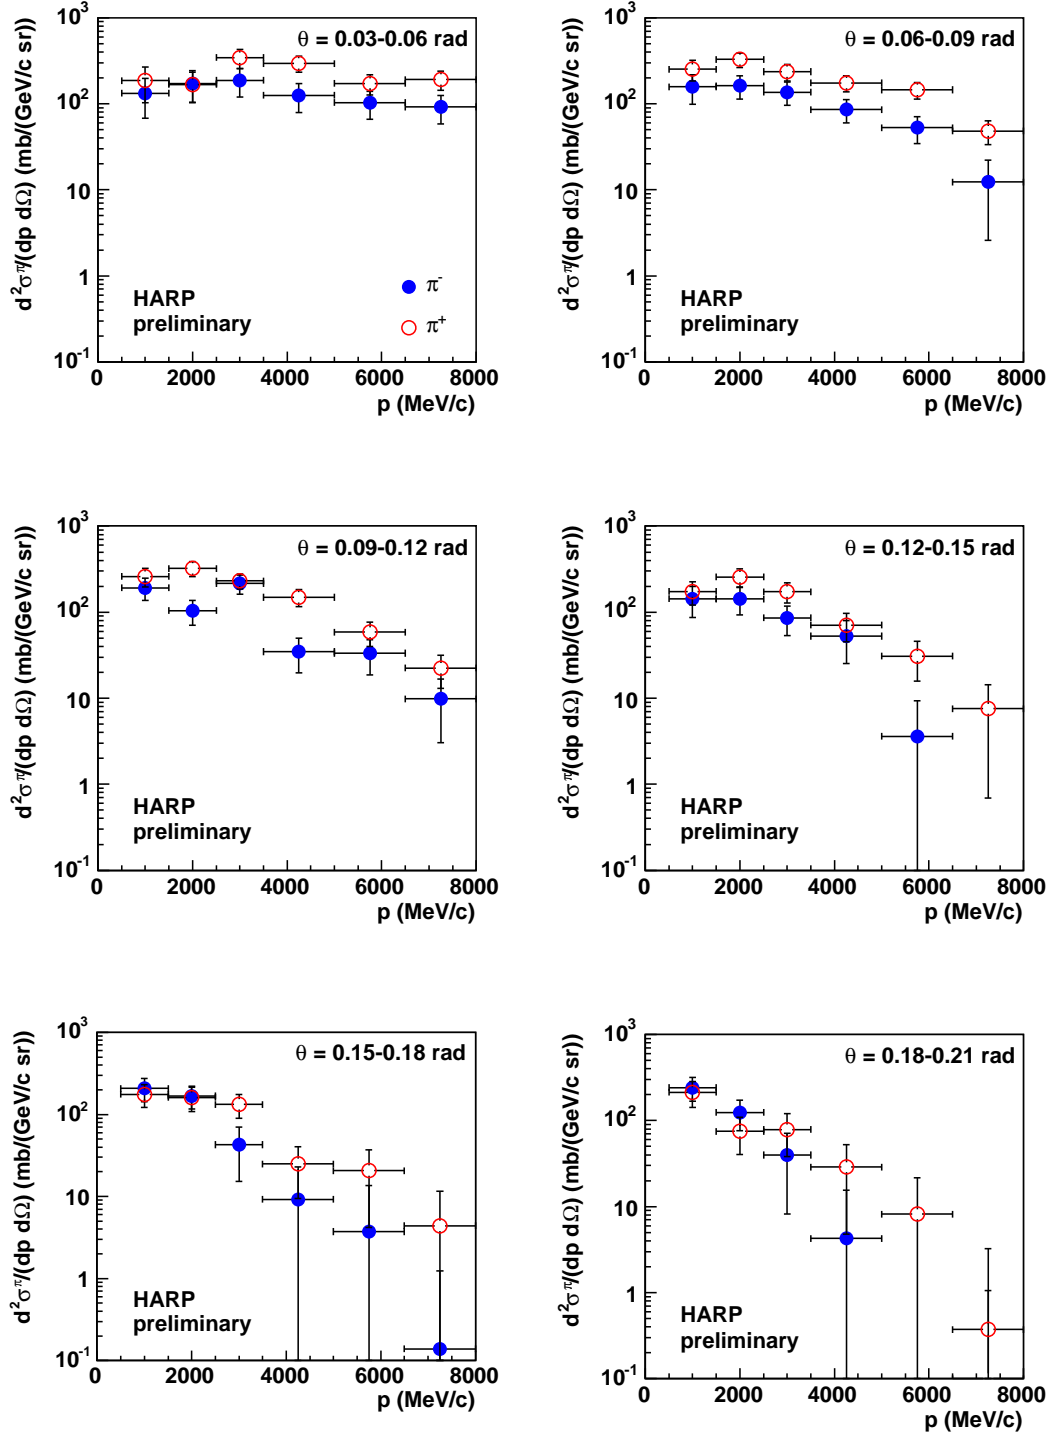 d²σπ/(dp dΩ) (mb/(GeV/c sr))
θ = 0.03-0.06 rad
10³
10²
10
1
10⁻¹
HARP
preliminary
π⁻
π⁺
0 2000 4000 6000 8000
p (MeV/c)
d²σπ/(dp dΩ) (mb/(GeV/c sr))
θ = 0.06-0.09 rad
10³
10²
10
1
10⁻¹
HARP
preliminary
0 2000 4000 6000 8000
p (MeV/c)
d²σπ/(dp dΩ) (mb/(GeV/c sr))
θ = 0.09-0.12 rad
10³
10²
10
1
10⁻¹
HARP
preliminary
0 2000 4000 6000 8000
p (MeV/c)
d²σπ/(dp dΩ) (mb/(GeV/c sr))
θ = 0.12-0.15 rad
10³
10²
10
1
10⁻¹
HARP
preliminary
0 2000 4000 6000 8000
p (MeV/c)
d²σπ/(dp dΩ) (mb/(GeV/c sr))
θ = 0.15-0.18 rad
10³
10²
10
1
10⁻¹
HARP
preliminary
0 2000 4000 6000 8000
p (MeV/c)
d²σπ/(dp dΩ) (mb/(GeV/c sr))
θ = 0.18-0.21 rad
10³
10²
10
1
10⁻¹
HARP
preliminary
0 2000 4000 6000 8000
p (MeV/c)